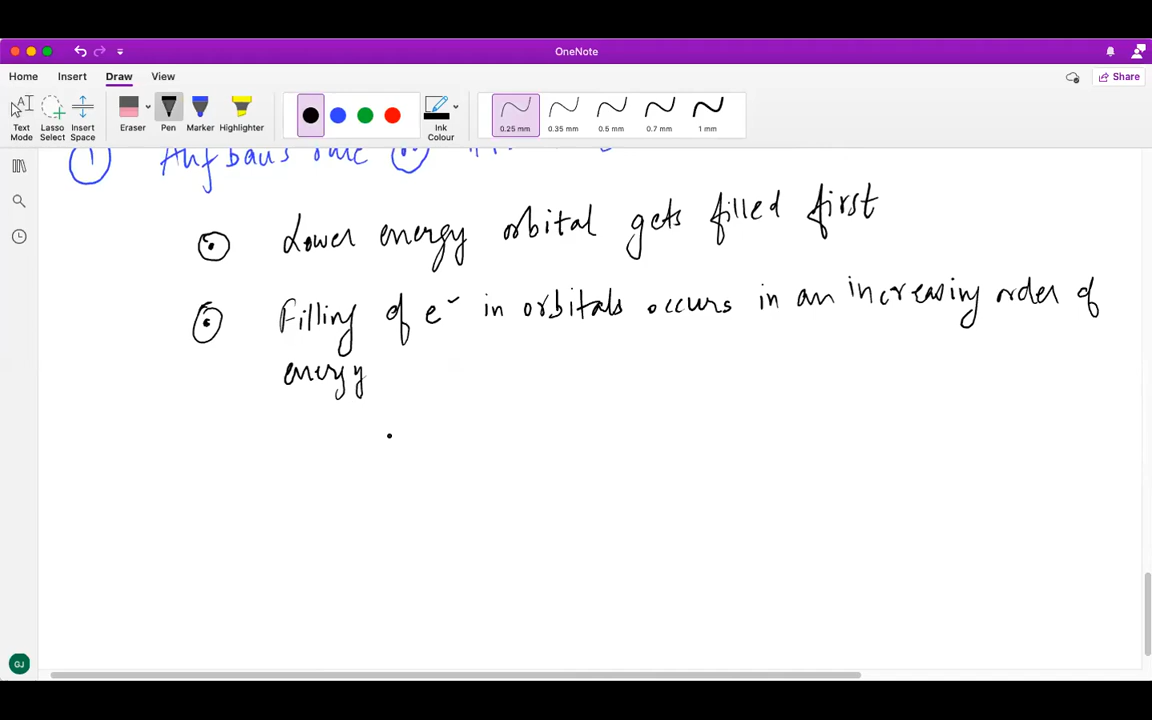 OneNote
Home Insert Draw View Share
Text Mode
Lasso Select
Insert Space
Eraser
Pen
Marker
Highlighter
Ink Colour
0.25 mm 0.35 mm 0.5 mm 0.7 mm 1 mm
① Aufbau's rule
Lower energy orbital gets filled first
Filling of e⁻ in orbitals occurs in an increasing order of
energy
GJ